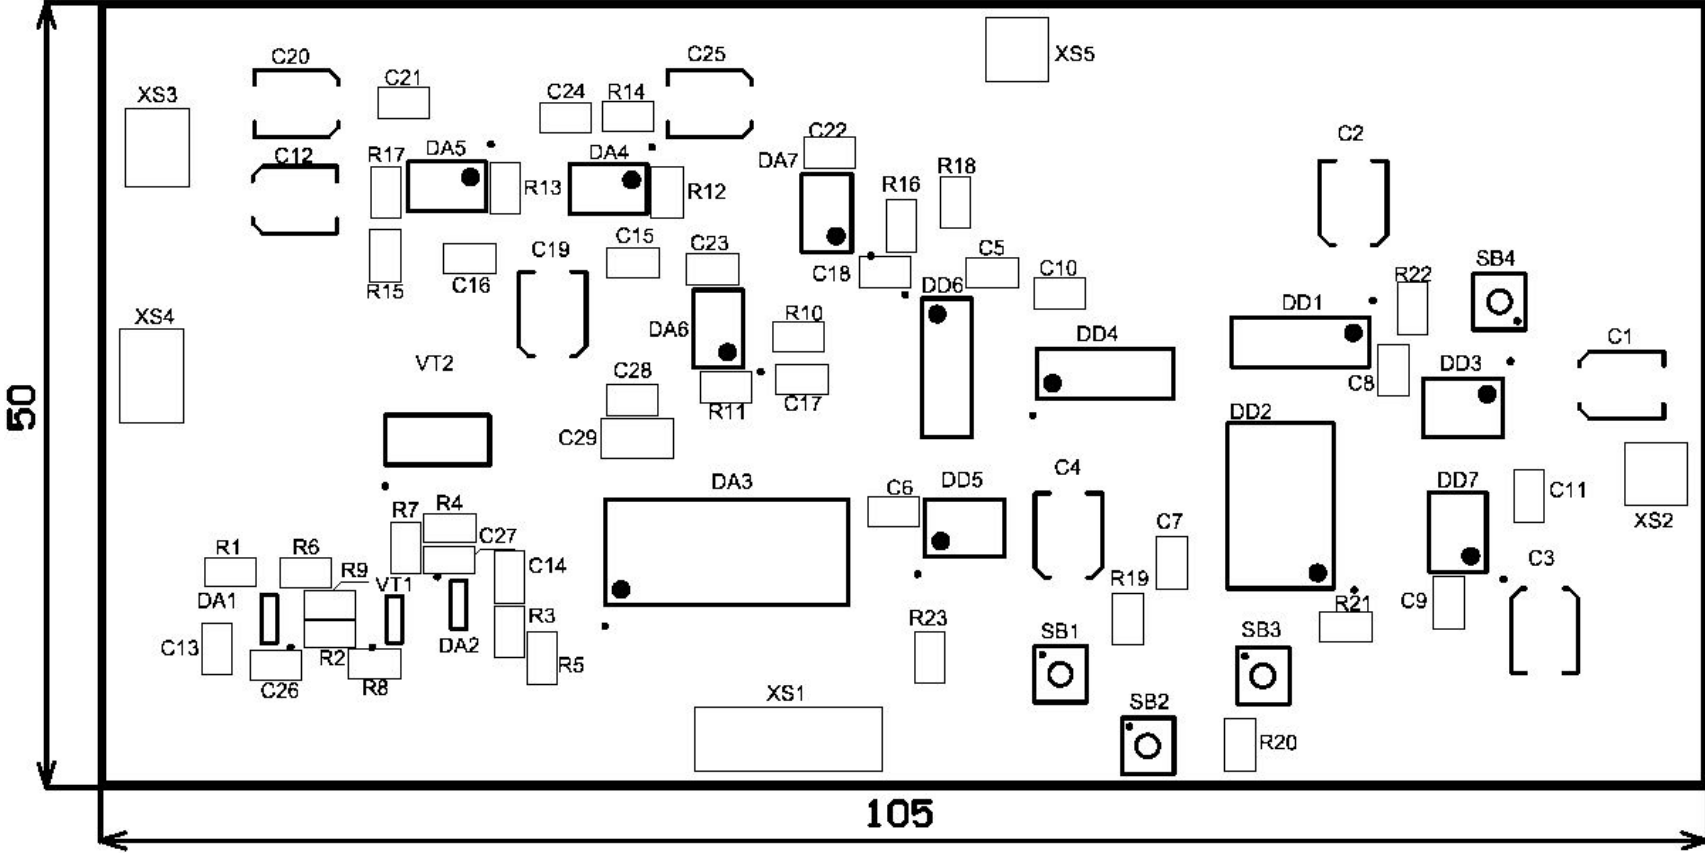 XS5
C20
C25
C21
C24
R14
XS3
C22
C2
C12
R17
DA5
DA4
DA7
R13
R12
R16
R18
C19
C15
C23
C18
C5
C10
SB4
C16
R15
R22
DD6
DD1
XS4
DA6
R10
DD4
C1
VT2
C28
R11
C17
C8
DD3
50
C29
DD2
DA3
C6
DD5
C4
DD7
C11
XS2
R7
R4
C27
C7
R1
R6
R9
VT1
C14
R19
C3
DA1
C9
R21
C13
R2
DA2
R3
R23
SB1
SB3
C26
R8
R5
XS1
SB2
R20
105